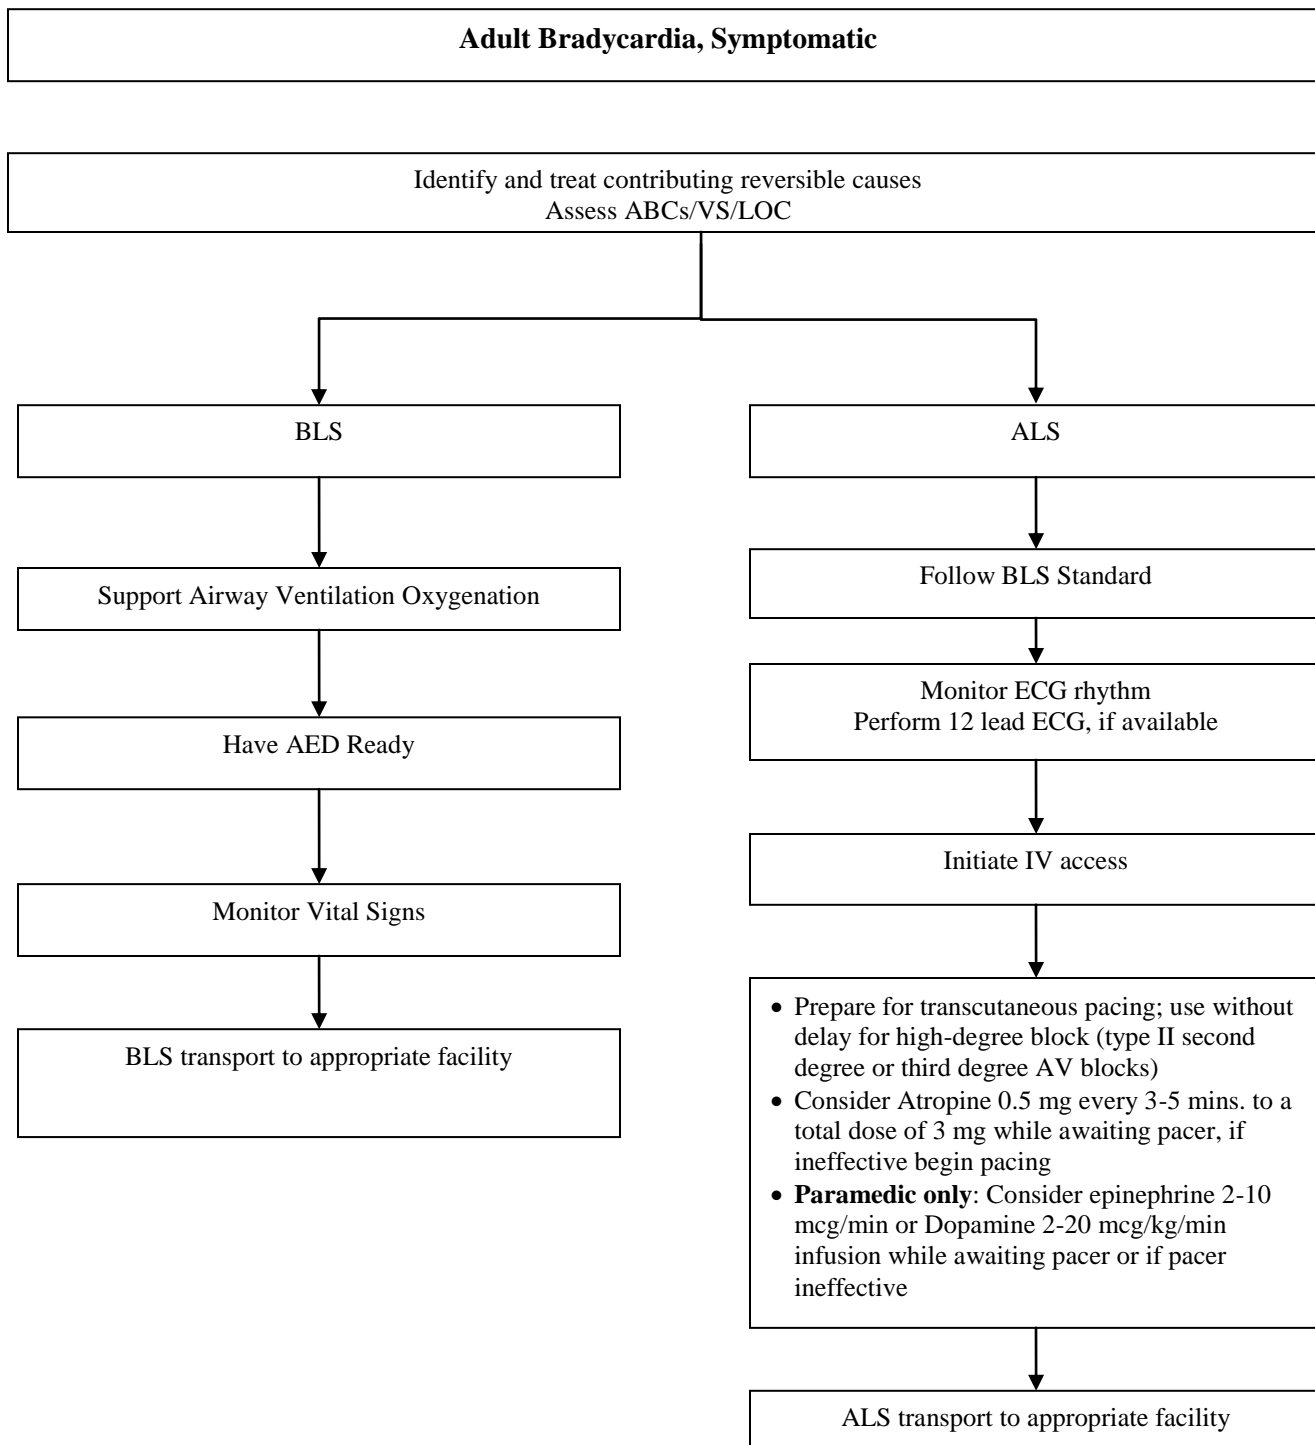 Adult Bradycardia, Symptomatic
Identify and treat contributing reversible causes
Assess ABCs/VS/LOC
BLS
Support Airway Ventilation Oxygenation
Have AED Ready
Monitor Vital Signs
BLS transport to appropriate facility
ALS
Follow BLS Standard
Monitor ECG rhythm
Perform 12 lead ECG, if available
Initiate IV access
• Prepare for transcutaneous pacing; use without
delay for high-degree block (type II second
degree or third degree AV blocks)
• Consider Atropine 0.5 mg every 3-5 mins. to a
total dose of 3 mg while awaiting pacer, if
ineffective begin pacing
• Paramedic only: Consider epinephrine 2-10
mcg/min or Dopamine 2-20 mcg/kg/min
infusion while awaiting pacer or if pacer
ineffective
ALS transport to appropriate facility